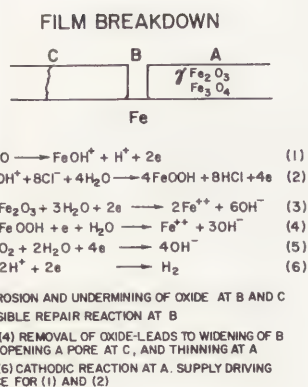 FILM BREAKDOWN
C B A
γ Fe₂O₃
Fe₃O₄
Fe
O → FeOH⁺ + H⁺ + 2e (1)
OH⁺ + 8Cl⁻ + 4H₂O → 4FeOOH + 8HCl + 4e (2)
Fe₂O₃ + 3H₂O + 2e → 2Fe⁺⁺ + 6OH⁻ (3)
FeOOH + e + H₂O → Fe⁺⁺ + 3OH⁻ (4)
O₂ + 2H₂O + 4e → 4OH⁻ (5)
2H⁺ + 2e → H₂ (6)
ROSION AND UNDERMINING OF OXIDE AT B AND C
SIBLE REPAIR REACTION AT B
(4) REMOVAL OF OXIDE-LEADS TO WIDENING OF B
OPENING A PORE AT C, AND THINNING AT A
(6) CATHODIC REACTION AT A. SUPPLY DRIVING
CE FOR (1) AND (2)